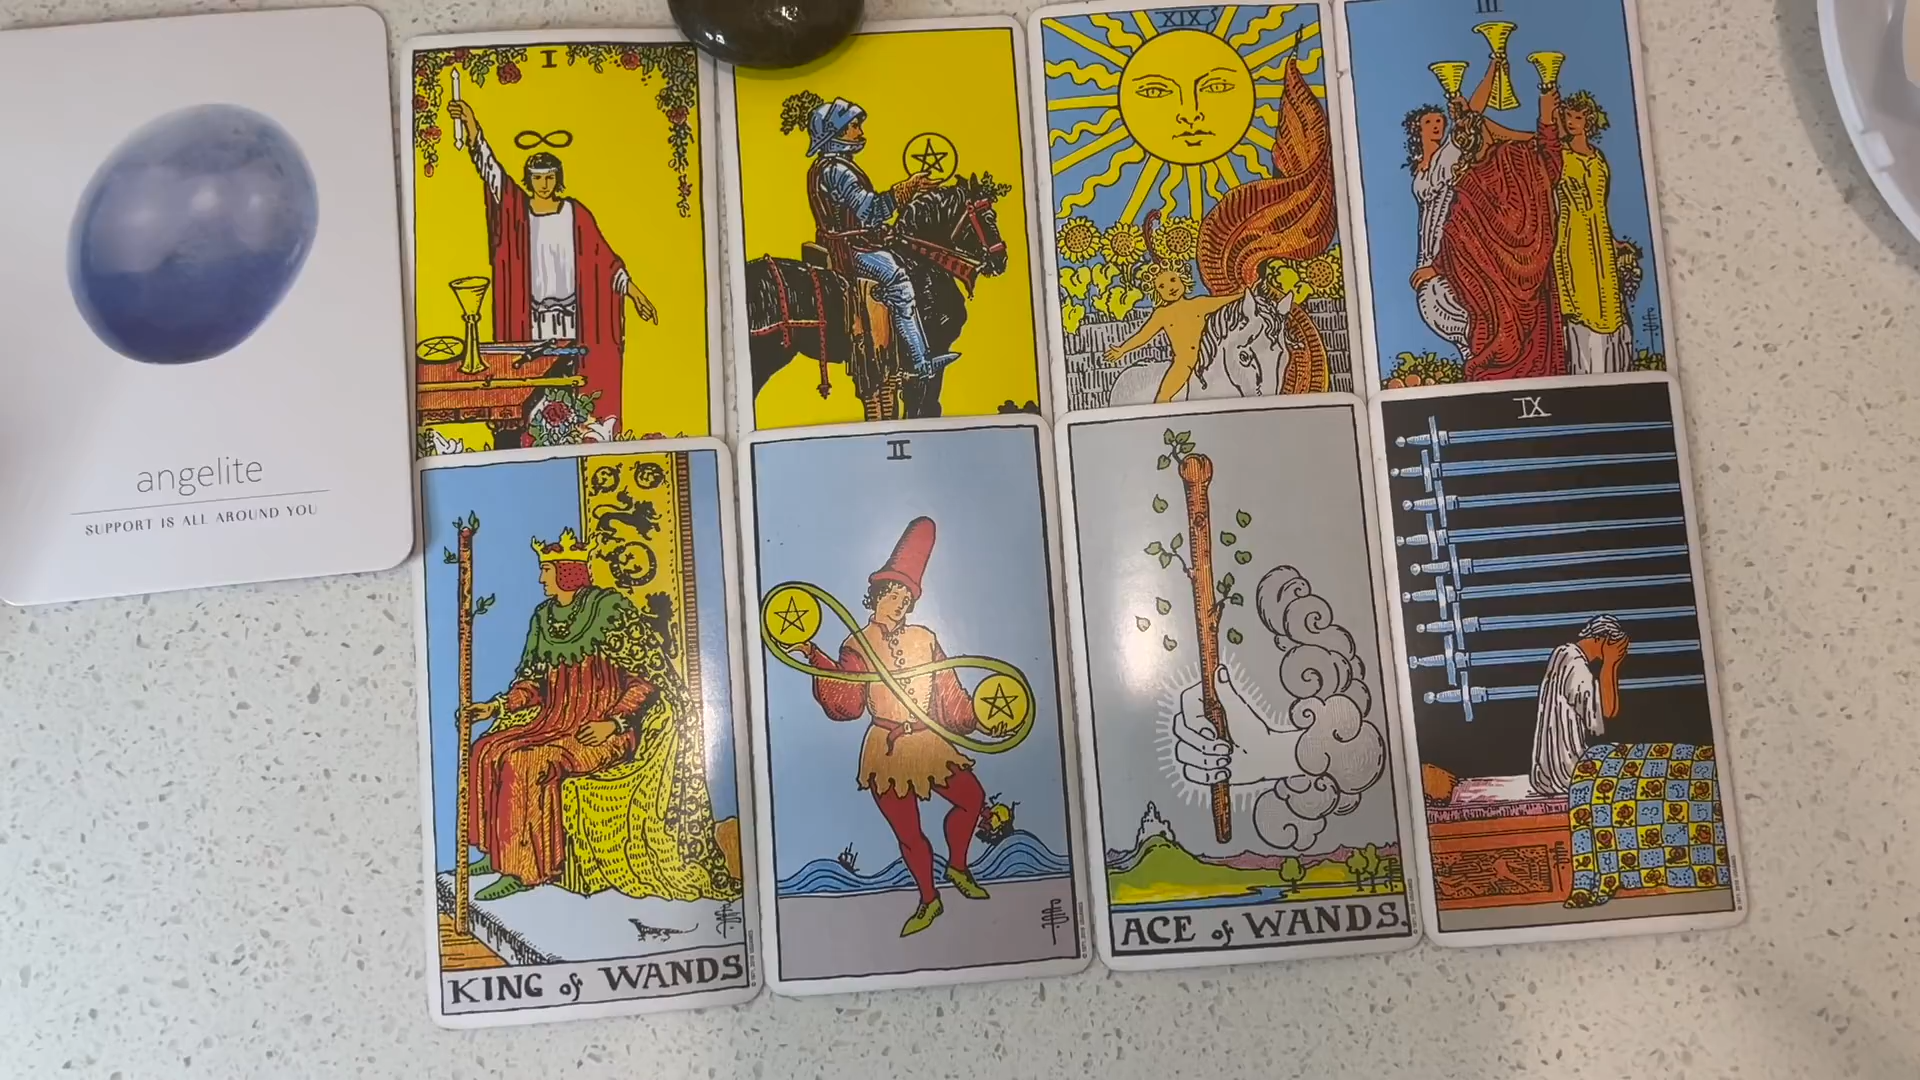 I
XIX
III
angelite
SUPPORT IS ALL AROUND YOU
II
IX
KING of WANDS
ACE of WANDS.